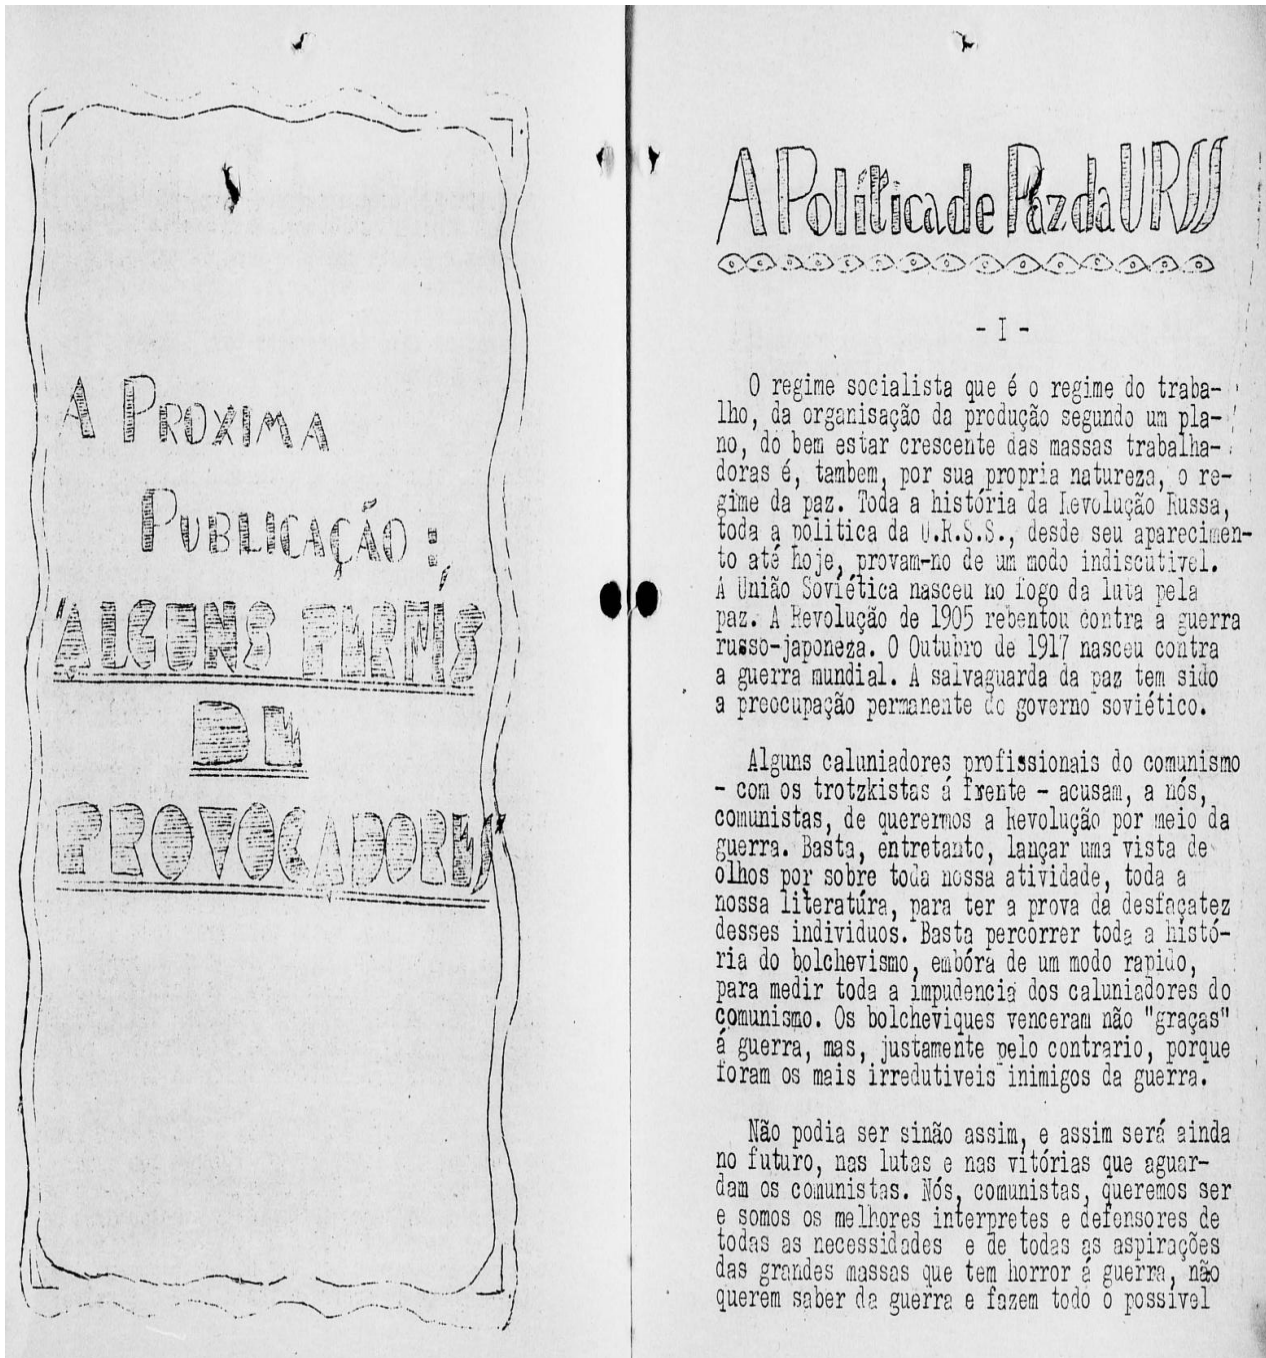 A PROXIMA
PUBLICAÇÃO:
"ALGUNS
DE
PROVOCADORES
A Política de Paz da URSS
- I -
O regime socialista que é o regime do traba-
lho, da organisação da produção segundo um pla-
no, do bem estar crescente das massas trabalha-
doras é, tambem, por sua propria natureza, o re-
gime da paz. Toda a história da Revolução Russa,
toda a politica da U.R.S.S., desde seu aparecimen-
to até hoje, provam-no de um modo indiscutivel.
A União Soviética nasceu no fogo da luta pela
paz. A Revolução de 1905 rebentou contra a guerra
russo-japoneza. O Outubro de 1917 nasceu contra
a guerra mundial. A salvaguarda da paz tem sido
a preocupação permanente do governo soviético.
Alguns caluniadores profissionais do comunismo
- com os trotzkistas á frente - acusam, a nós,
comunistas, de querermos a Revolução por meio da
guerra. Basta, entretanto, lançar uma vista de
olhos por sobre toda nossa atividade, toda a
nossa literatúra, para ter a prova da desfaçatez
desses individuos. Basta percorrer toda a histó-
ria do bolchevismo, embóra de um modo rapido,
para medir toda a impudencia dos caluniadores do
comunismo. Os bolcheviques venceram não "graças"
á guerra, mas, justamente pelo contrario, porque
foram os mais irredutiveis inimigos da guerra.
Não podia ser sinão assim, e assim será ainda
no futuro, nas lutas e nas vitórias que aguar-
dam os comunistas. Nós, comunistas, queremos ser
e somos os melhores interpretes e defensores de
todas as necessidades e de todas as aspirações
das grandes massas que tem horror á guerra, não
querem saber da guerra e fazem todo o possivel